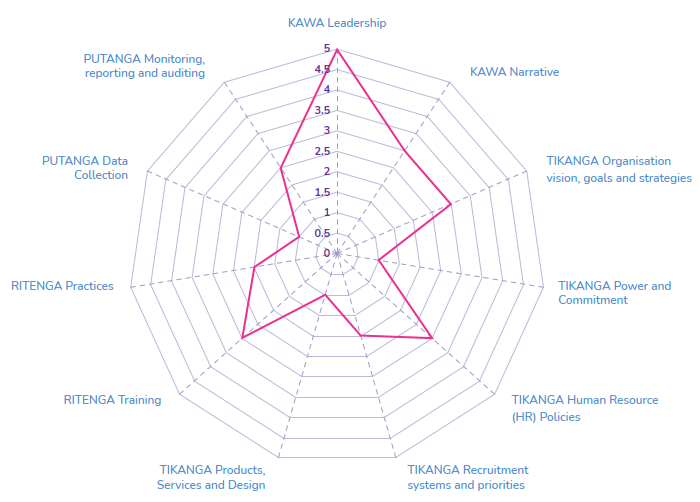 KAWA Leadership
PUTANGA Monitoring,
reporting and auditing
KAWA Narrative
PUTANGA Data
Collection
TIKANGA Organisation
vision, goals and strategies
RITENGA Practices
TIKANGA Power and
Commitment
RITENGA Training
TIKANGA Human Resource
(HR) Policies
TIKANGA Products,
Services and Design
TIKANGA Recruitment
systems and priorities
5
4,5
4
3,5
3
2,5
2
1,5
1
0,5
0